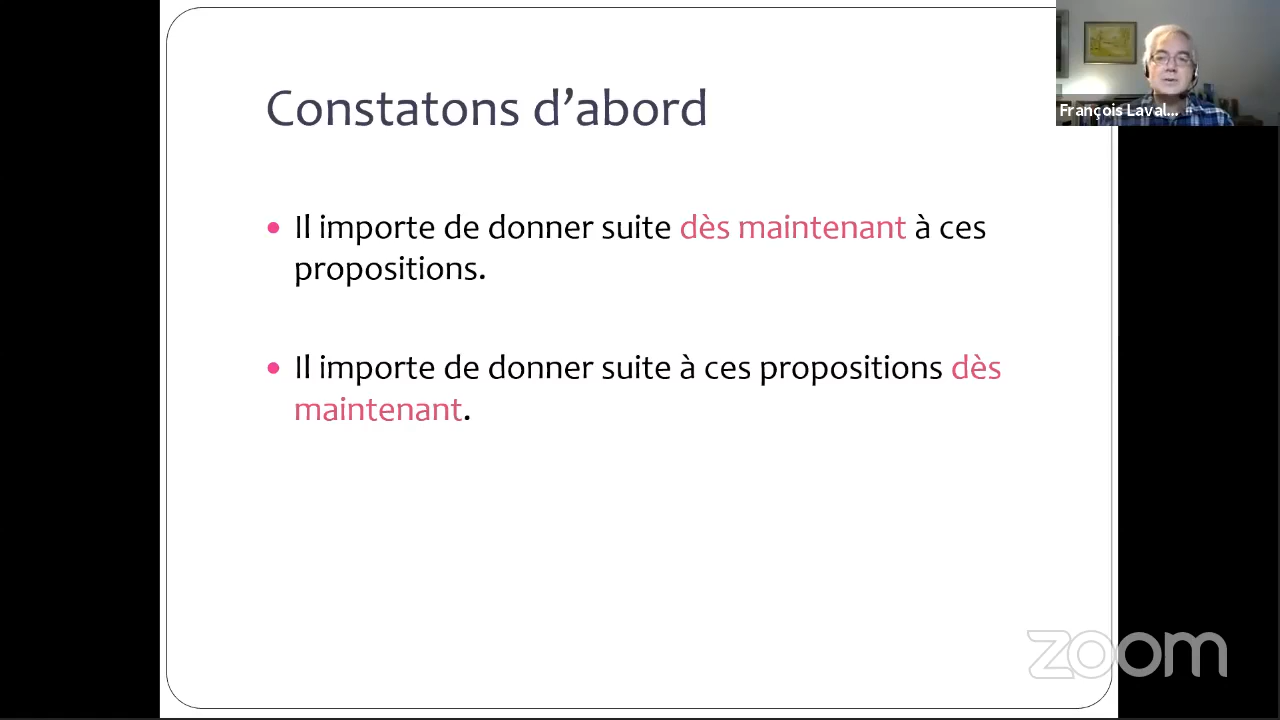 Constatons d’abord
François Laval...
Il importe de donner suite dès maintenant à ces
propositions.
Il importe de donner suite à ces propositions dès
maintenant.
zoom